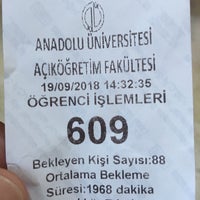 ANADOLU ÜNİVERSİTESİ
AÇIKÖĞRETİM FAKÜLTESİ
19/09/2018 14:32:35
ÖĞRENCİ İŞLEMLERİ
609
Bekleyen Kişi Sayısı:88
Ortalama Bekleme
Süresi:1968 dakika